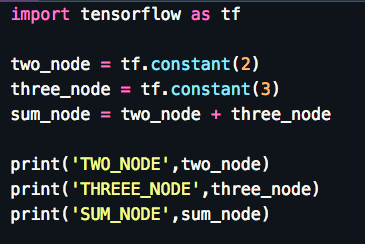 import tensorflow as tf
two_node = tf.constant(2)
three_node = tf.constant(3)
sum_node = two_node + three_node
print('TWO_NODE',two_node)
print('THREEE_NODE',three_node)
print('SUM_NODE',sum_node)